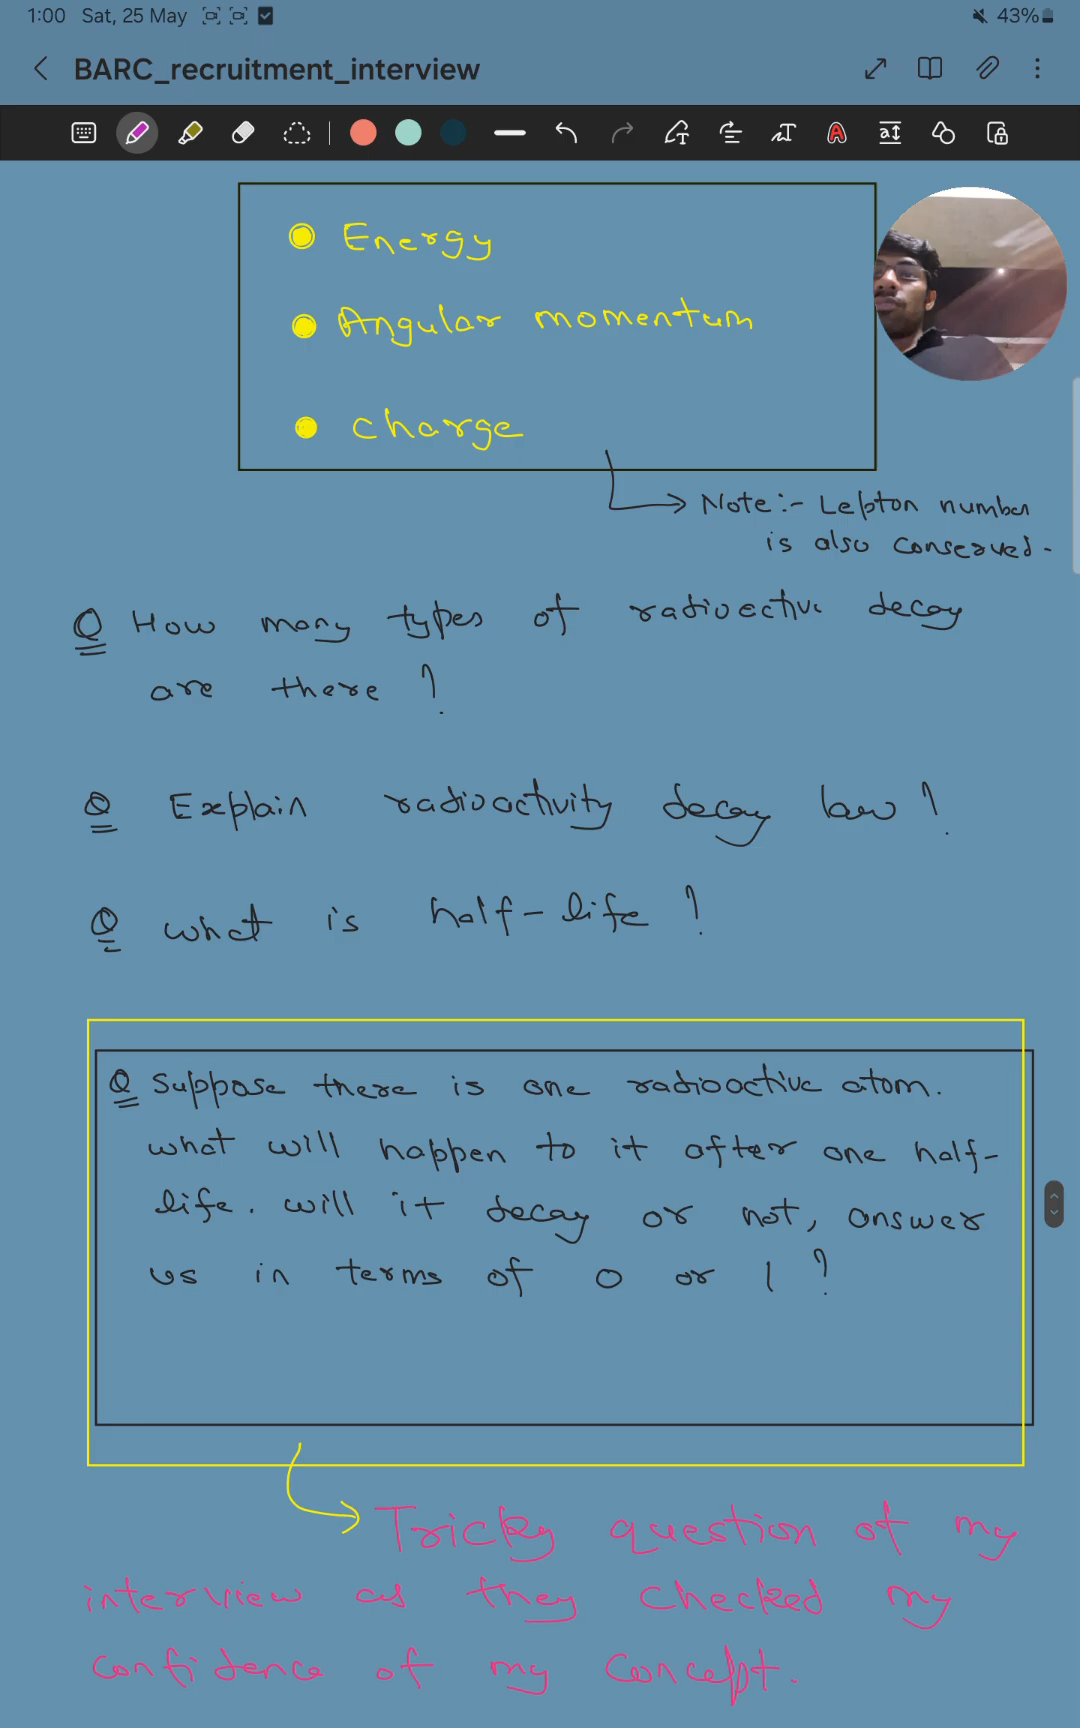 1:00 Sat, 25 May
43%
BARC_recruitment_interview
Energy
Angular momentum
charge
Note:- Lepton number
is also conserved.
Q How many types of radioactive decay
are there?
Q Explain radioactivity decay law?
Q what is half-life?
Q Suppose there is one radioactive atom.
what will happen to it after one half-
life. will it decay or not, answer
us in terms of 0 or 1?
Tricky question of my
interview as they checked my
confidence of my concept.